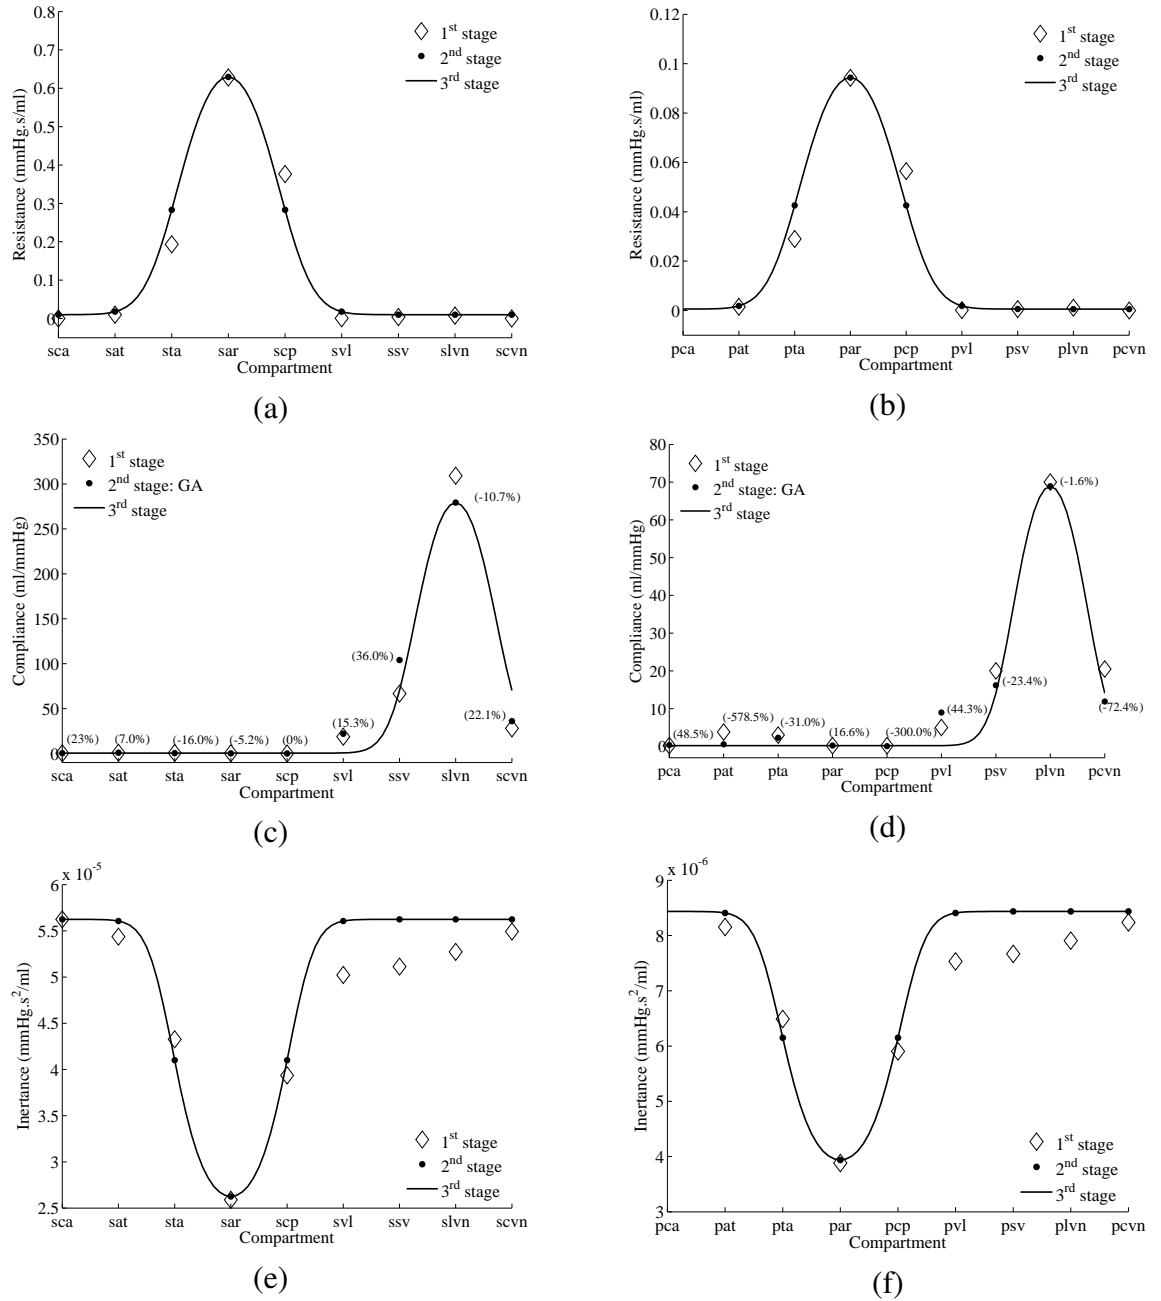 0.8
0.7
0.6
0.5
0.4
0.3
0.2
0.1
0
Resistance (mmHg.s/ml)
1st stage
2nd stage
3rd stage
sca sat sta sar scp svl ssv slvn scvn
Compartment
(a)
0.12
0.1
0.08
0.06
0.04
0.02
0
Resistance (mmHg.s/ml)
1st stage
2nd stage
3rd stage
pca pat pta par pcp pvl psv plvn pcvn
Compartment
(b)
350
300
250
200
150
100
50
0
Compliance (ml/mmHg)
1st stage
2nd stage: GA
3rd stage
(-10.7%)
(36.0%)
(22.1%)
(15.3%)
(23%) (7.0%) (-16.0%) (-5.2%) (0%)
sca sat sta sar scp svl ssv slvn scvn
Compartment
(c)
80
70
60
50
40
30
20
10
0
Compliance (ml/mmHg)
1st stage
2nd stage: GA
3rd stage
(-1.6%)
(-23.4%)
(44.3%)
(-72.4%)
(48.5%) (-578.5%) (-31.0%) (16.6%) (-300.0%)
pca pat pta par pcp pvl psv plvn pcvn
Compartment
(d)
x 10-5
6
5.5
5
4.5
4
3.5
3
2.5
Inertance (mmHg.s2/ml)
1st stage
2nd stage
3rd stage
sca sat sta sar scp svl ssv slvn scvn
Compartment
(e)
x 10-6
9
8
7
6
5
4
3
Inertance (mmHg.s2/ml)
1st stage
2nd stage
3rd stage
pca pat pta par pcp pvl psv plvn pcvn
Compartment
(f)